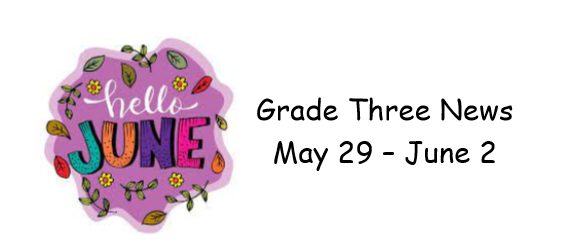 hello
JUNE
Grade Three News
May 29 – June 2